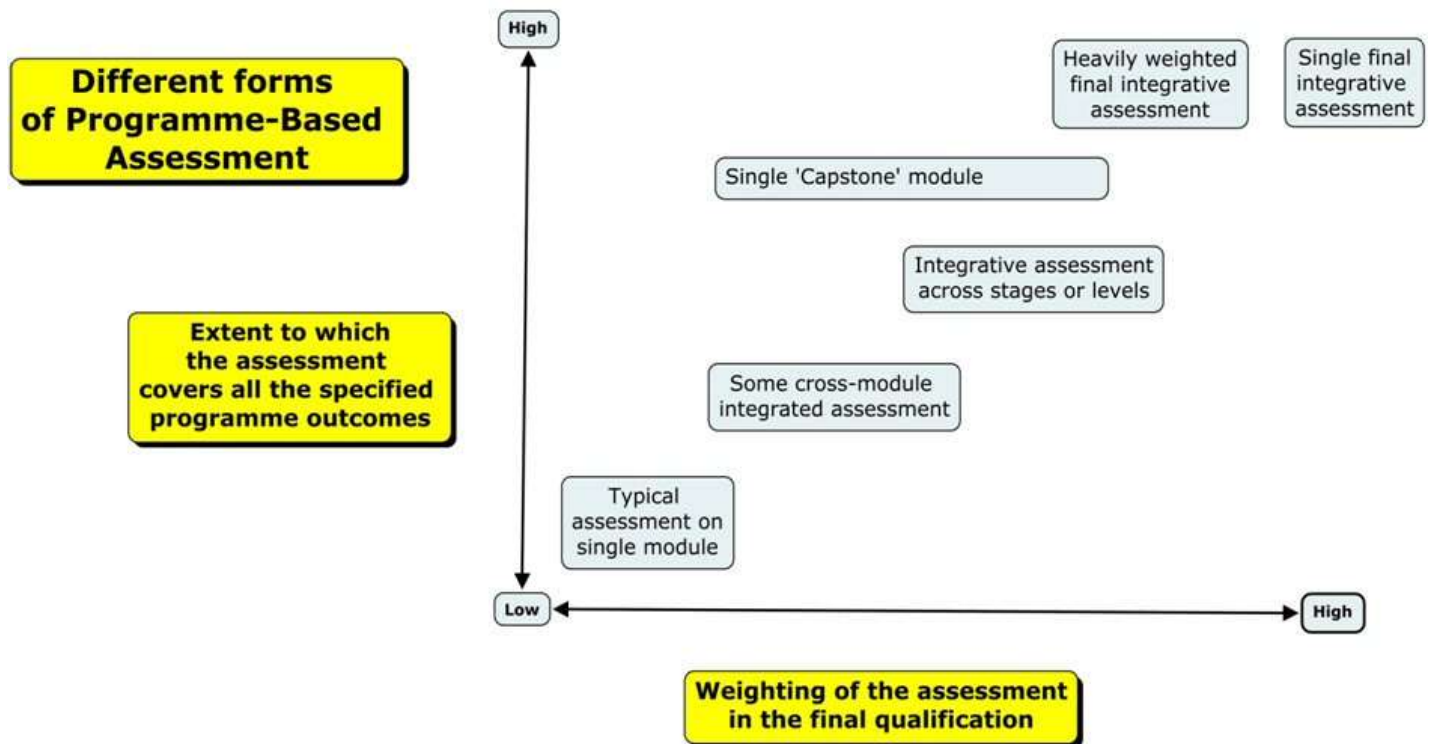 Different forms
of Programme-Based
Assessment
High
Heavily weighted
final integrative
assessment
Single final
integrative
assessment
Single 'Capstone' module
Integrative assessment
across stages or levels
Extent to which
the assessment
covers all the specified
programme outcomes
Some cross-module
integrated assessment
Typical
assessment on
single module
Low
High
Weighting of the assessment
in the final qualification